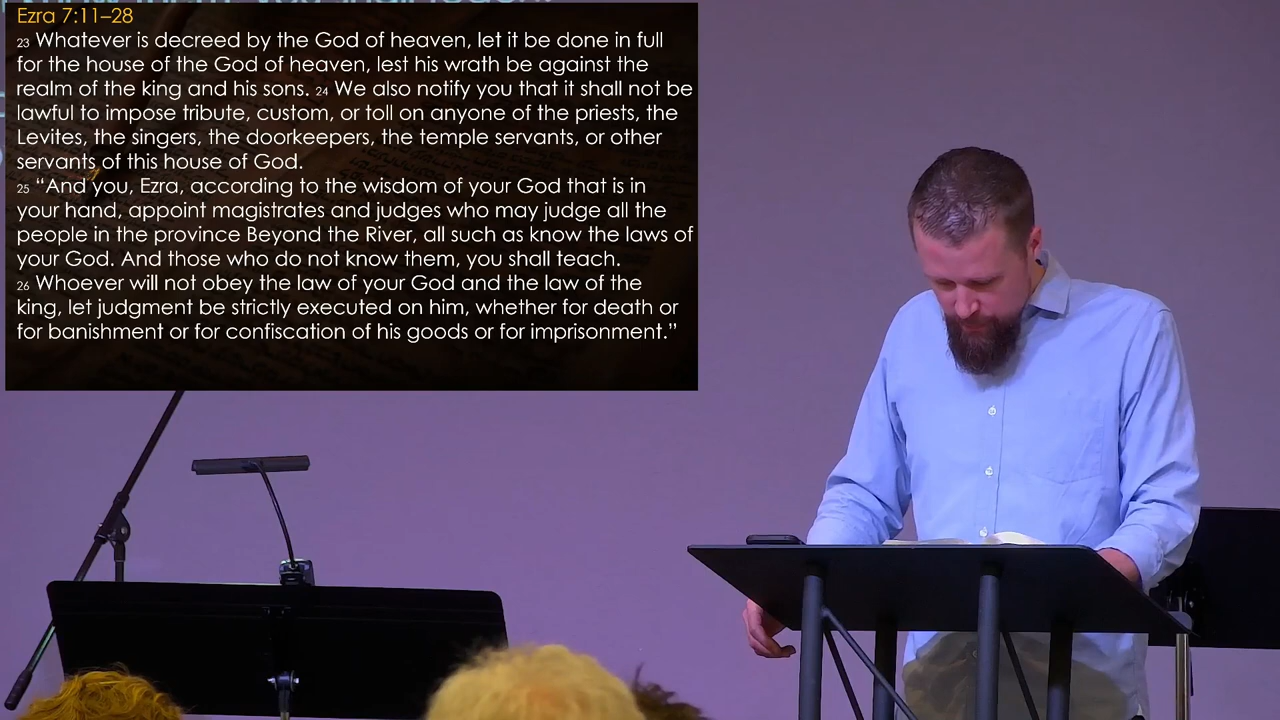 Ezra 7:11–28
23 Whatever is decreed by the God of heaven, let it be done in full
for the house of the God of heaven, lest his wrath be against the
realm of the king and his sons. 24 We also notify you that it shall not be
lawful to impose tribute, custom, or toll on anyone of the priests, the
Levites, the singers, the doorkeepers, the temple servants, or other
servants of this house of God.
25 “And you, Ezra, according to the wisdom of your God that is in
your hand, appoint magistrates and judges who may judge all the
people in the province Beyond the River, all such as know the laws of
your God. And those who do not know them, you shall teach.
26 Whoever will not obey the law of your God and the law of the
king, let judgment be strictly executed on him, whether for death or
for banishment or for confiscation of his goods or for imprisonment.”